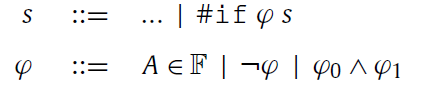 s ::= ... | #if φ s
φ ::= A ∈ 𝔽 | ¬φ | φ₀ ∧ φ₁